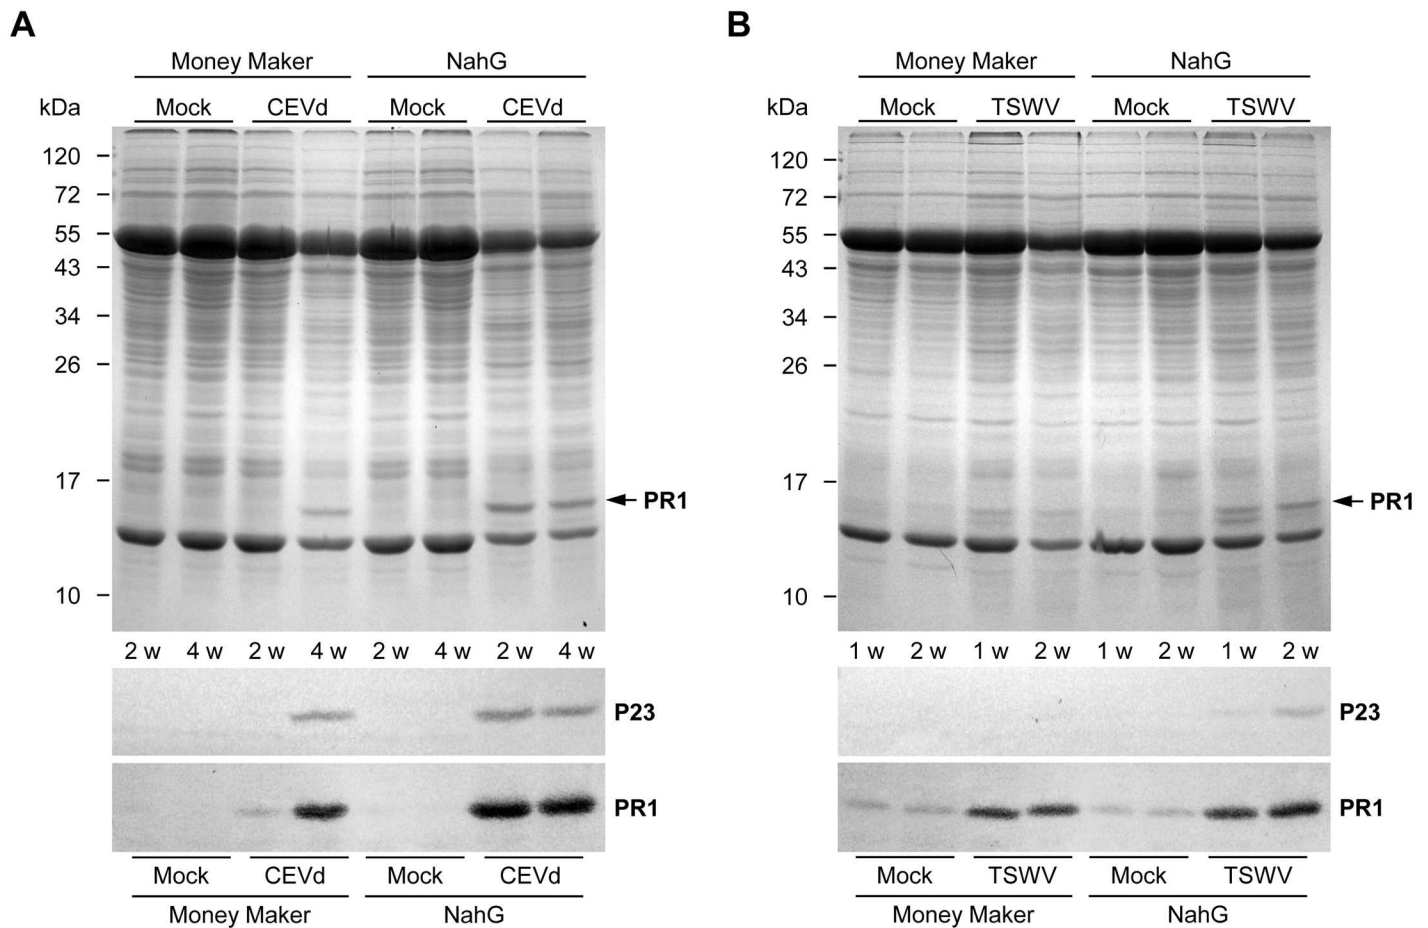 A
Money Maker NahG
kDa Mock CEVd Mock CEVd
120
72
55
43
34
26
17
PR1
10
2 w 4 w 2 w 4 w 2 w 4 w 2 w 4 w
P23
PR1
Mock CEVd Mock CEVd
Money Maker NahG
B
Money Maker NahG
kDa Mock TSWV Mock TSWV
120
72
55
43
34
26
17
PR1
10
1 w 2 w 1 w 2 w 1 w 2 w 1 w 2 w
P23
PR1
Mock TSWV Mock TSWV
Money Maker NahG